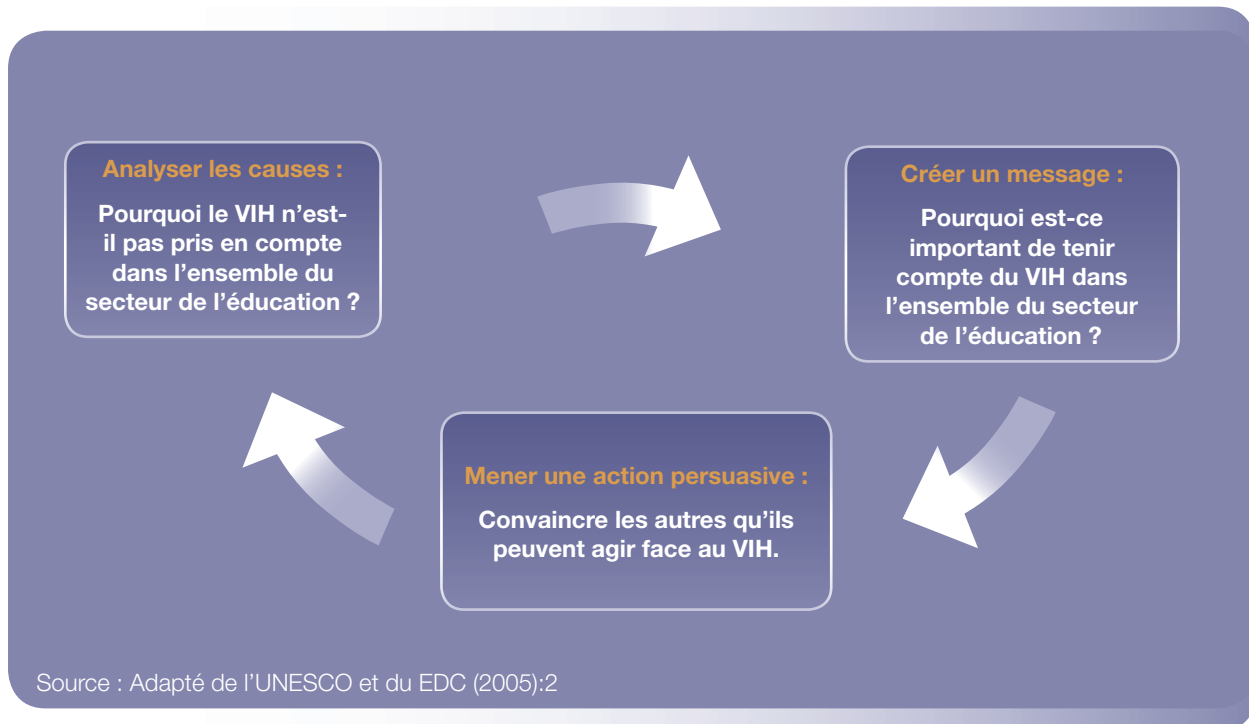 Analyser les causes :
Pourquoi le VIH n’est-
il pas pris en compte
dans l’ensemble du
secteur de l’éducation ?
Créer un message :
Pourquoi est-ce
important de tenir
compte du VIH dans
l’ensemble du secteur
de l’éducation ?
Mener une action persuasive :
Convaincre les autres qu’ils
peuvent agir face au VIH.
Source : Adapté de l’UNESCO et du EDC (2005):2